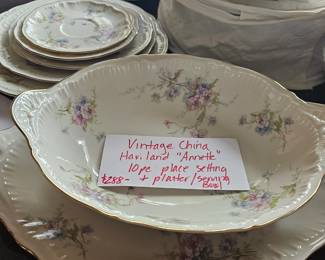 Vintage China
Haviland "Annette"
10pc place setting
$288- + platter/serving
Bowl